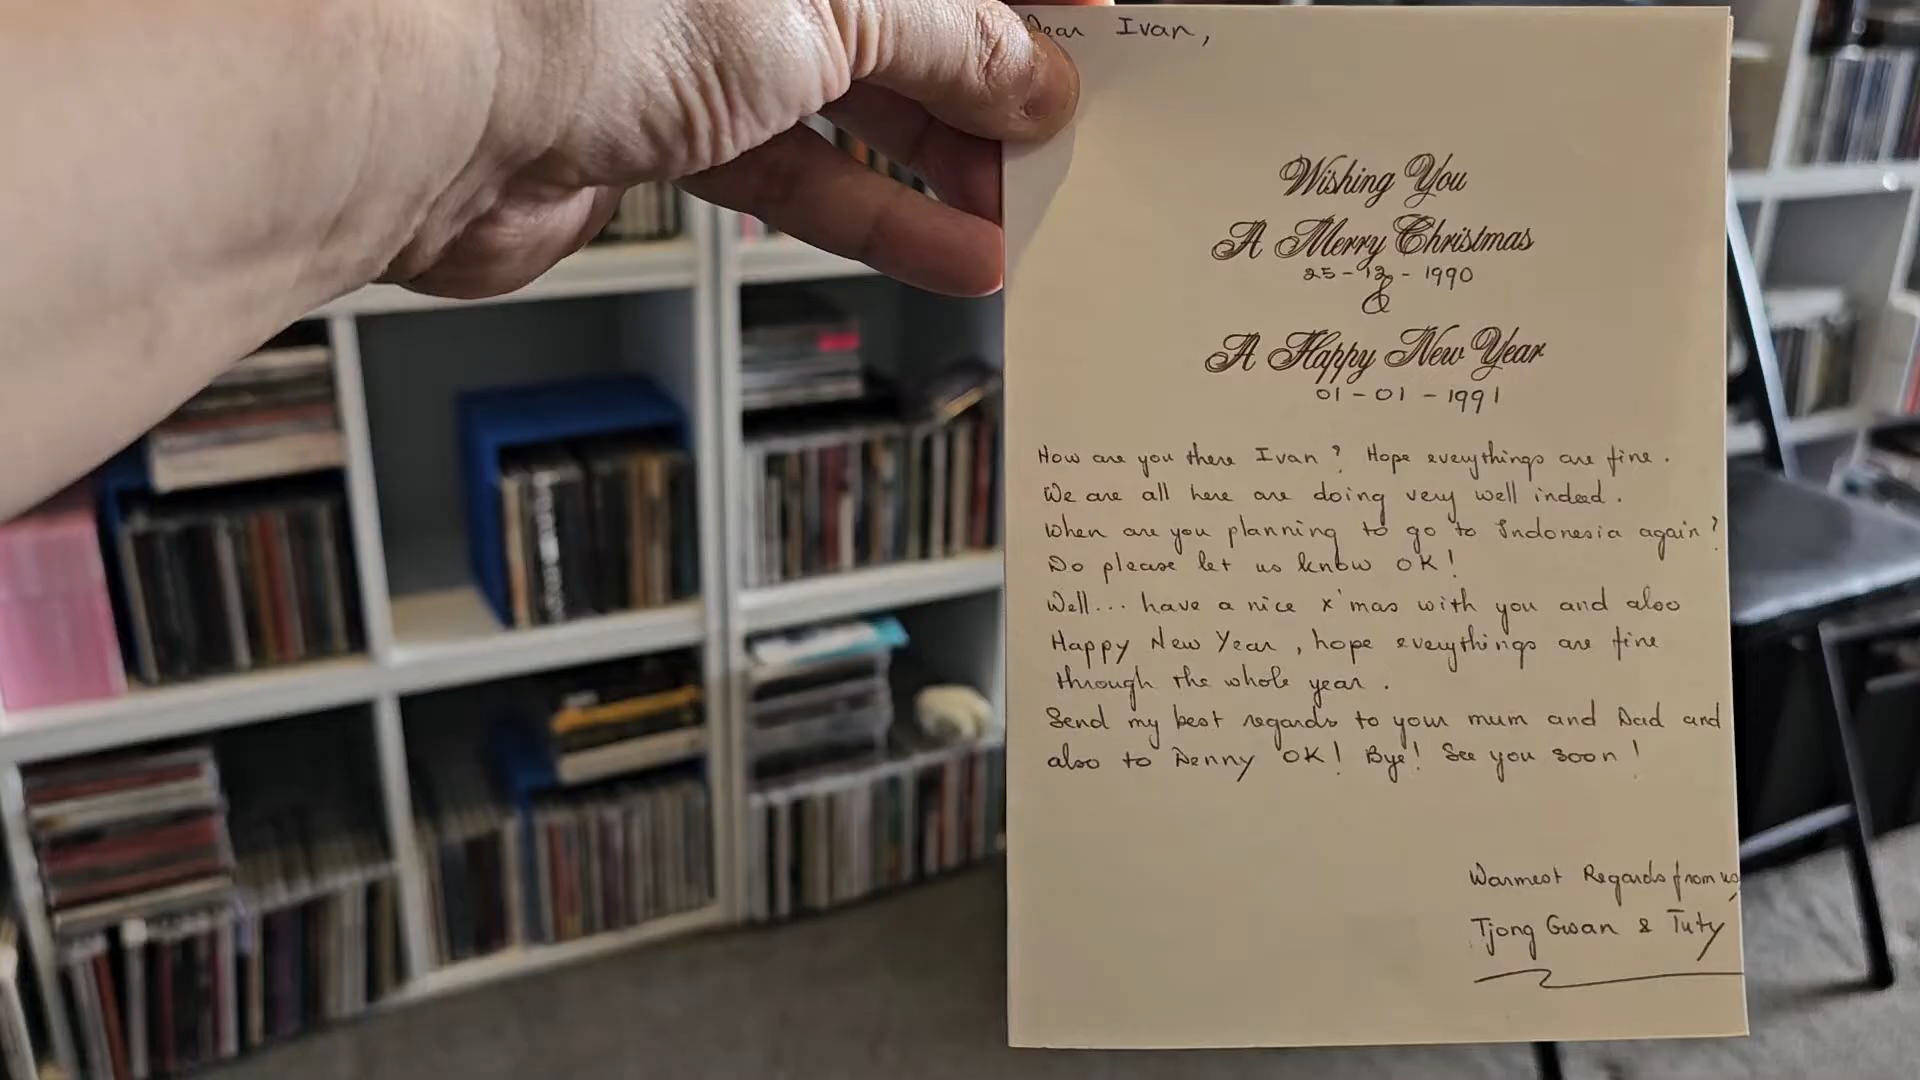 Dear Ivan,
Wishing You
A Merry Christmas
25-12-1990
&
A Happy New Year
01-01-1991
How are you there Ivan? Hope everythings are fine.
We are all here are doing very well indeed.
When are you planning to go to Indonesia again?
Do please let us know OK!
Well... have a nice x'mas with you and also
Happy New Year, hope everythings are fine
through the whole year.
Send my best regards to your mum and Dad and
also to Denny OK! Bye! See you soon!
Warmest Regards from us,
Tjong Gwan & Tuty